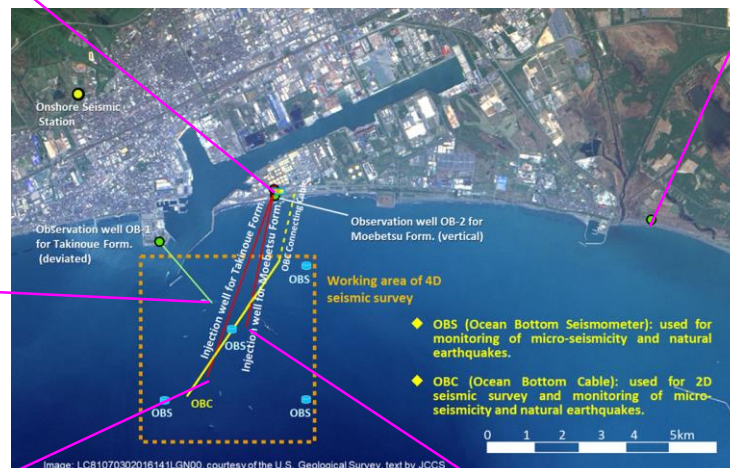 Onshore Seismic
Station
Observation well OB-1
for Takinoue Form.
(deviated)
Injection well for Takinoue Form.
Injection well for Moebetsu Form.
OBC Connecting Cable
Observation well OB-2 for
Moebetsu Form. (vertical)
OBS
Working area of 4D
seismic survey
OBS
OBS
OBC
OBS
◆ OBS (Ocean Bottom Seismometer): used for
monitoring of micro-seismicity and natural
earthquakes.
◆ OBC (Ocean Bottom Cable): used for 2D
seismic survey and monitoring of micro-
seismicity and natural earthquakes.
0 1 2 3 4 5km
Image: LC81070302016141LGN00, courtesy of the U.S. Geological Survey, text by JCCS